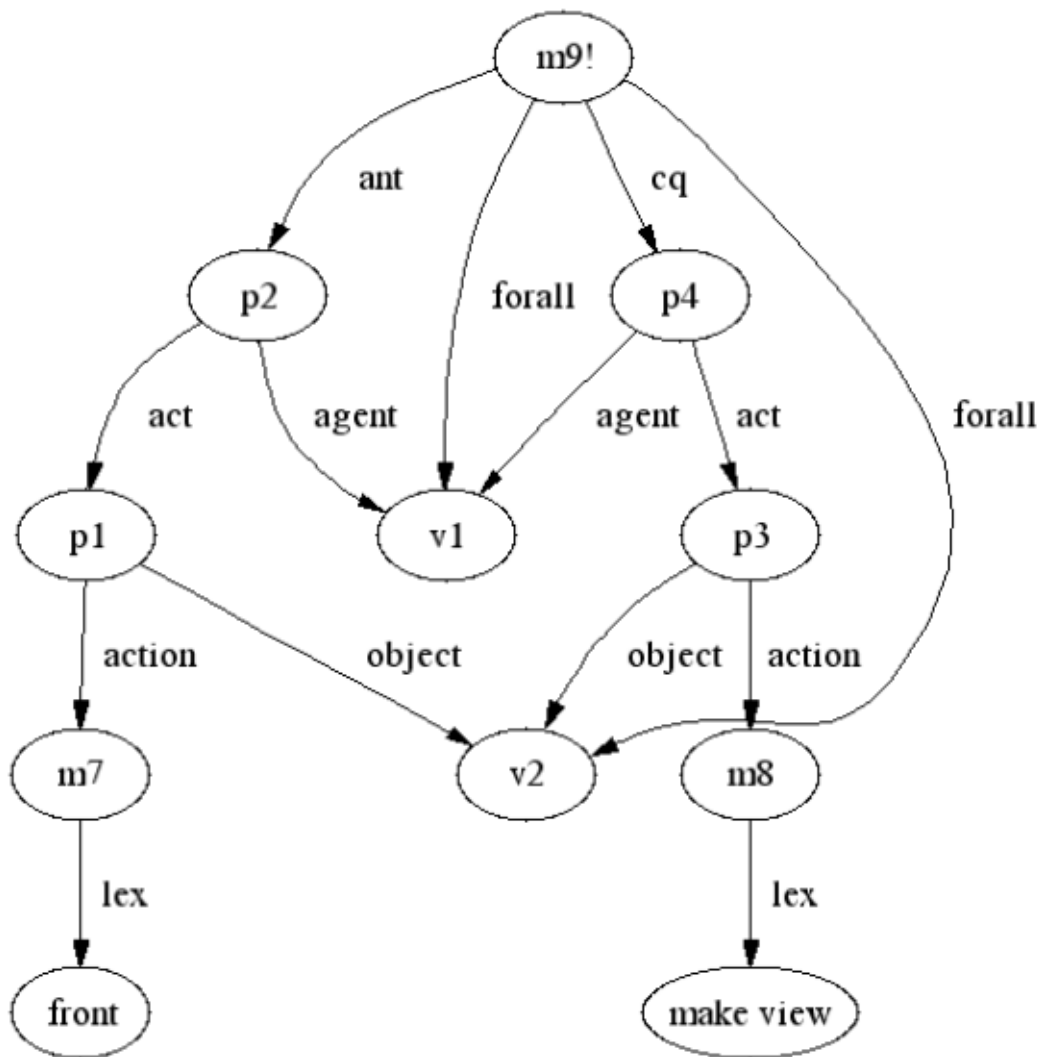 m9!
ant
cq
p2
forall
p4
act
agent
agent
act
forall
p1
v1
p3
action
object
object
action
m7
v2
m8
lex
lex
front
make view